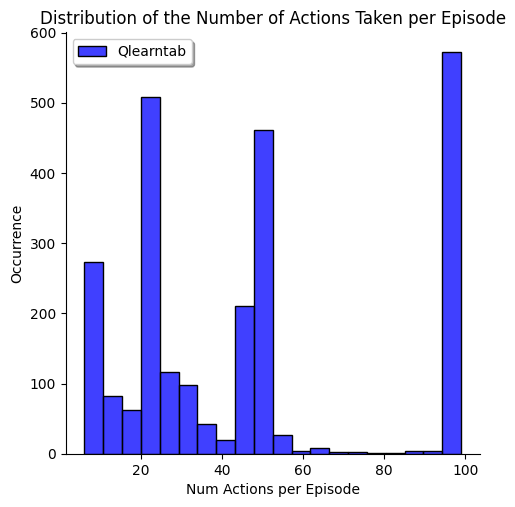 Distribution of the Number of Actions Taken per Episode
Qlearntab
600
500
400
300
200
100
0
Occurrence
20 40 60 80 100
Num Actions per Episode